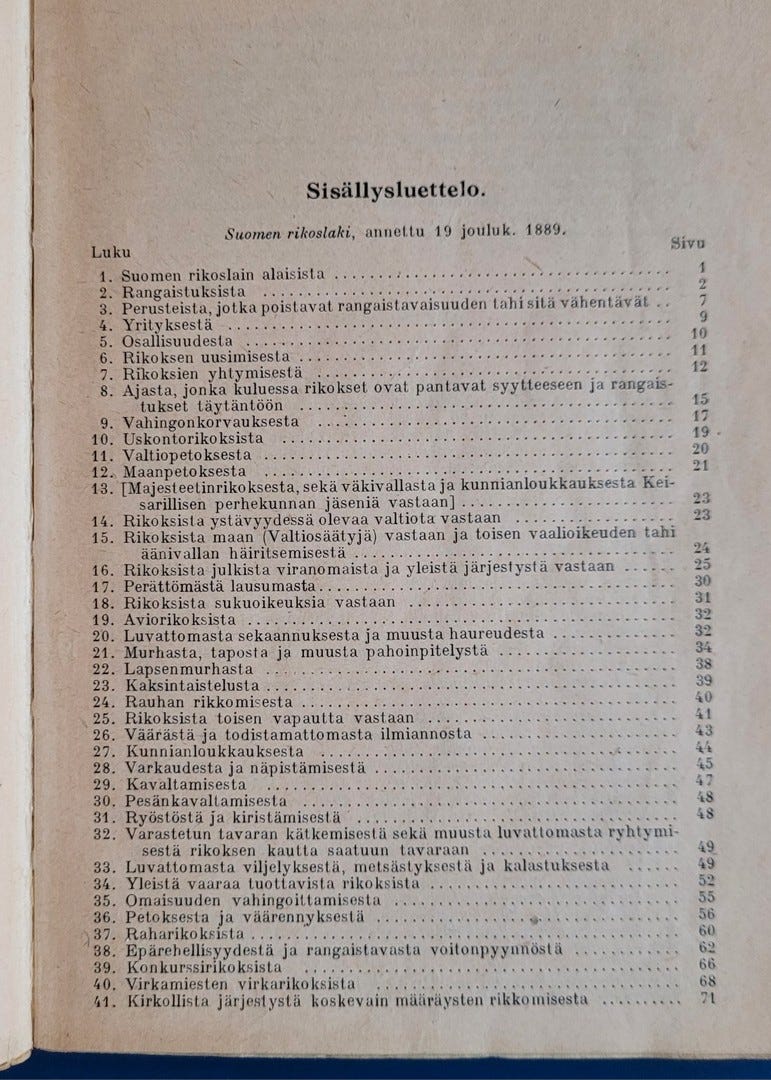 Sisällysluettelo.
Suomen rikoslaki, annettu 19 jouluk. 1889.
Luku Sivu
1. Suomen rikoslain alaisista 1
2. Rangaistuksista 2
3. Perusteista, jotka poistavat rangaistavaisuuden tahi sitä vähentävät 7
4. Yrityksestä 9
5. Osallisuudesta 10
6. Rikoksen uusimisesta 11
7. Rikoksien yhtymisestä 12
8. Ajasta, jonka kuluessa rikokset ovat pantavat syytteeseen ja rangais-
tukset täytäntöön 15
9. Vahingonkorvauksesta 17
10. Uskontorikoksista 19
11. Valtiopetoksesta 20
12. Maanpetoksesta 21
13. [Majesteetinrikoksesta, sekä väkivallasta ja kunnianloukkauksesta Kei-
sarillisen perhekunnan jäseniä vastaan] 23
14. Rikoksista ystävyydessä olevaa valtiota vastaan 23
15. Rikoksista maan (Valtiosäätyjä) vastaan ja toisen vaalioikeuden tahi
äänivallan häiritsemisestä 24
16. Rikoksista julkista viranomaista ja yleistä järjestystä vastaan 25
17. Perättömästä lausumasta 30
18. Rikoksista sukuoikeuksia vastaan 31
19. Aviorikoksista 32
20. Luvattomasta sekaannuksesta ja muusta haureudesta 32
21. Murhasta, taposta ja muusta pahoinpitelystä 34
22. Lapsenmurhasta 38
23. Kaksintaistelusta 39
24. Rauhan rikkomisesta 40
25. Rikoksista toisen vapautta vastaan 41
26. Väärästä ja todistamattomasta ilmiannosta 43
27. Kunnianloukkauksesta 44
28. Varkaudesta ja näpistämisestä 45
29. Kavaltamisesta 47
30. Pesänkavaltamisesta 48
31. Ryöstöstä ja kiristämisestä 48
32. Varastetun tavaran kätkemisestä sekä muusta luvattomasta ryhtymi-
sestä rikoksen kautta saatuun tavaraan 49
33. Luvattomasta viljelyksestä, metsästyksestä ja kalastuksesta 49
34. Yleistä vaaraa tuottavista rikoksista 52
35. Omaisuuden vahingoittamisesta 55
36. Petoksesta ja väärennyksestä 56
37. Raharikoksista 60
38. Epärehellisyydestä ja rangaistavasta voitonpyynnöstä 62
39. Konkurssirikoksista 66
40. Virkamiesten virkarikoksista 68
41. Kirkollista järjestystä koskevain määräysten rikkomisesta 71